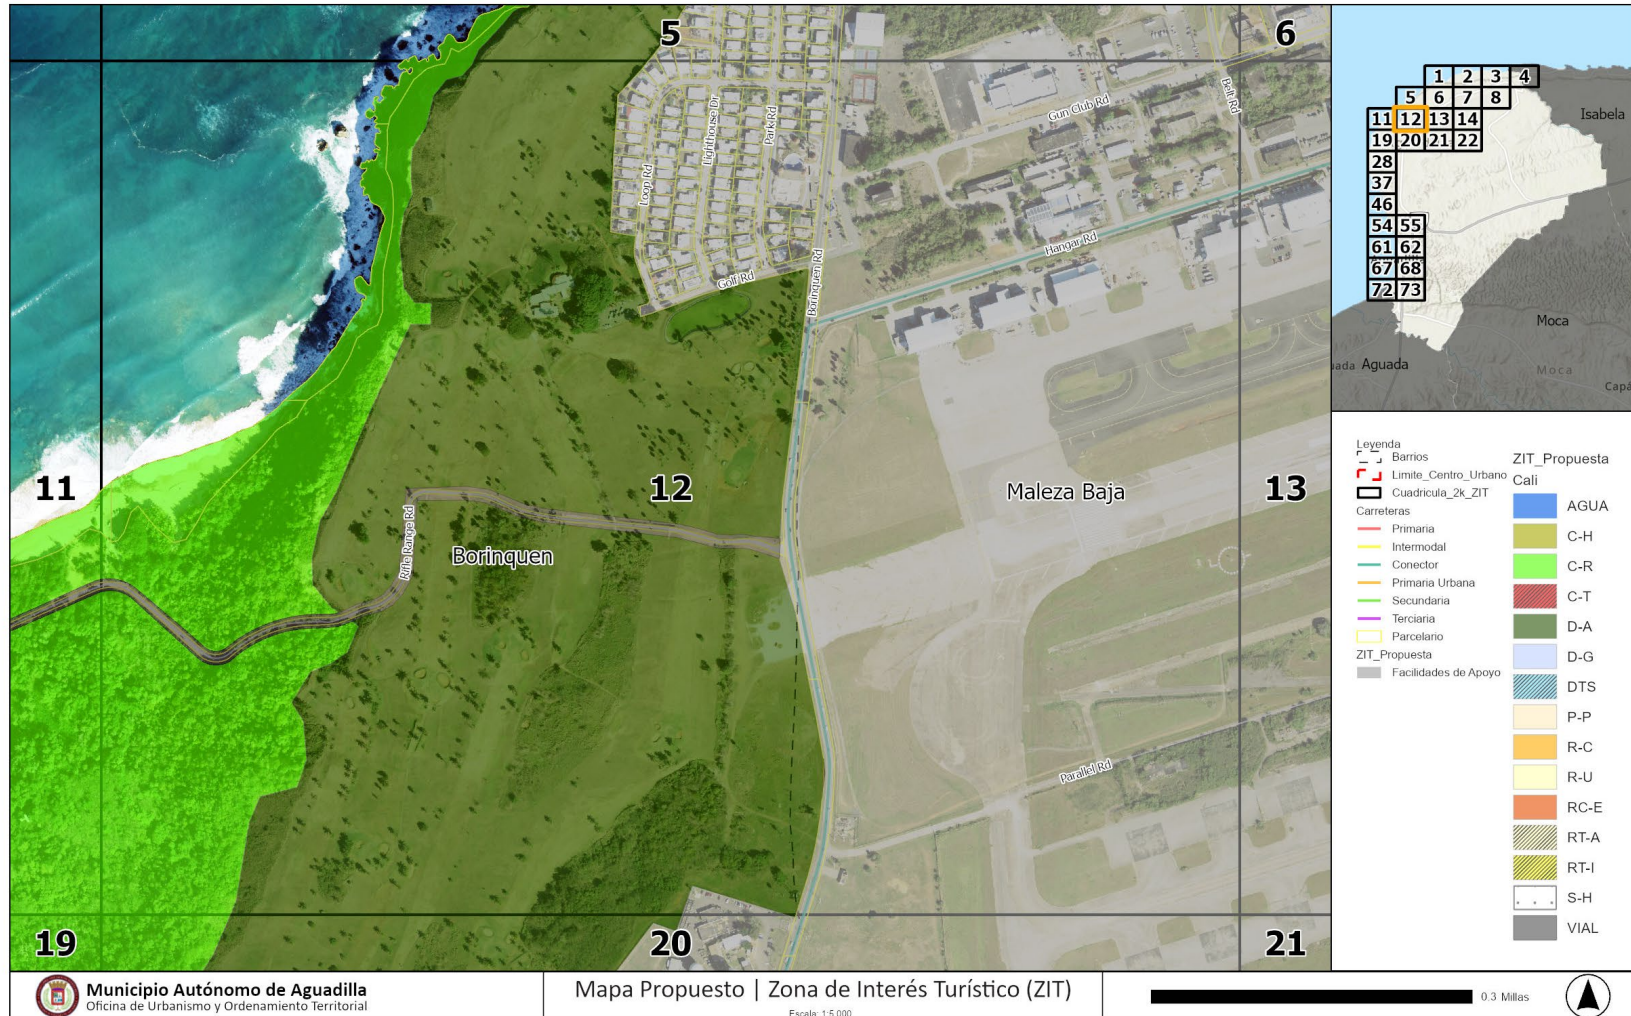 5
6
Lighthouse Dr
Park Rd
Loop Rd
Gun Club Rd
Belt Rd
Golf Rd
Borinquen Rd
Hangar Rd
11
12
Maleza Baja
13
Rifle Range Rd
Borinquen
Parallel Rd
19
20
21
1 2 3 4
5 6 7 8
11 12 13 14
19 20 21 22
28
37
46
54 55
61 62
67 68
72 73
Isabela
Moca
Aguada
Moca
Leyenda
Barrios
Limite_Centro_Urbano
Cuadricula_2k_ZIT
Carreteras
Primaria
Intermodal
Conector
Primaria Urbana
Secundaria
Terciaria
Parcelario
ZIT_Propuesta
Facilidades de Apoyo
ZIT_Propuesta
Cali
AGUA
C-H
C-R
C-T
D-A
D-G
DTS
P-P
R-C
R-U
RC-E
RT-A
RT-I
S-H
VIAL
Municipio Autónomo de Aguadilla
Oficina de Urbanismo y Ordenamiento Territorial
Mapa Propuesto | Zona de Interés Turístico (ZIT)
Escala: 1:5,000
0.3 Millas